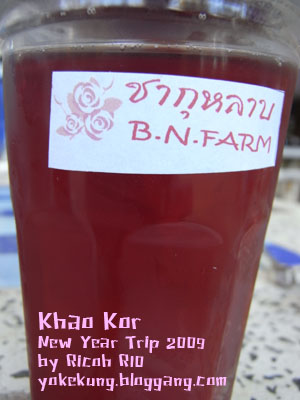 ชากุหลาบ
B.N.FARM
Khao Kor
New Year Trip 2009
by Ricoh R10
yokekung.bloggang.com